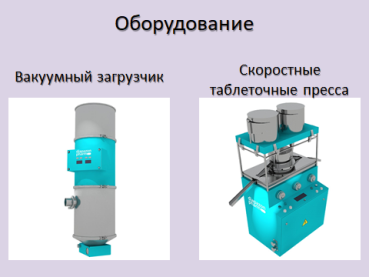 Оборудование
Вакуумный загрузчик
Скоростные
таблеточные пресса